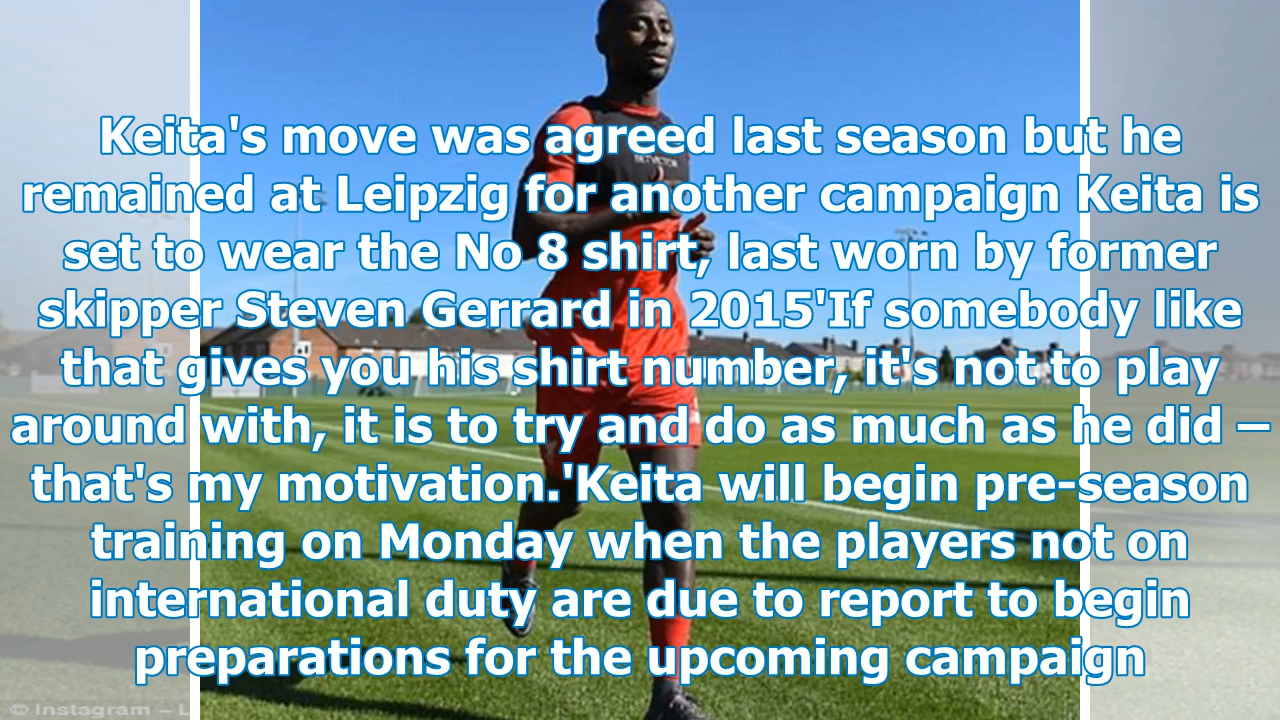 Keita's move was agreed last season but he
remained at Leipzig for another campaign Keita is
set to wear the No 8 shirt, last worn by former
skipper Steven Gerrard in 2015'If somebody like
that gives you his shirt number, it's not to play
around with, it is to try and do as much as he did –
that's my motivation.'Keita will begin pre-season
training on Monday when the players not on
international duty are due to report to begin
preparations for the upcoming campaign
BETVICTOR
© Instagram – L